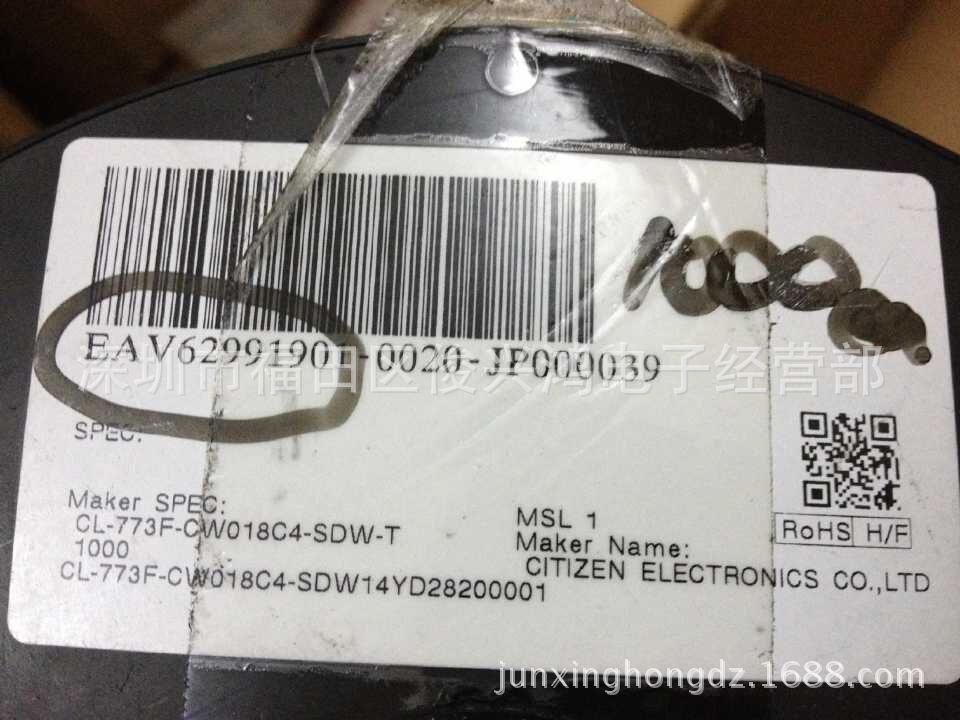 1000
EAV62991901-0020-JP000039
深圳市福田区俊兴鸿电子经营部
SPEC:
Maker SPEC:
CL-773F-CW018C4-SDW-T
1000
CL-773F-CW018C4-SDW14YD28200001
MSL 1
Maker Name:
CITIZEN ELECTRONICS CO.,LTD
RoHS H/F
junxinghongdz.1688.com